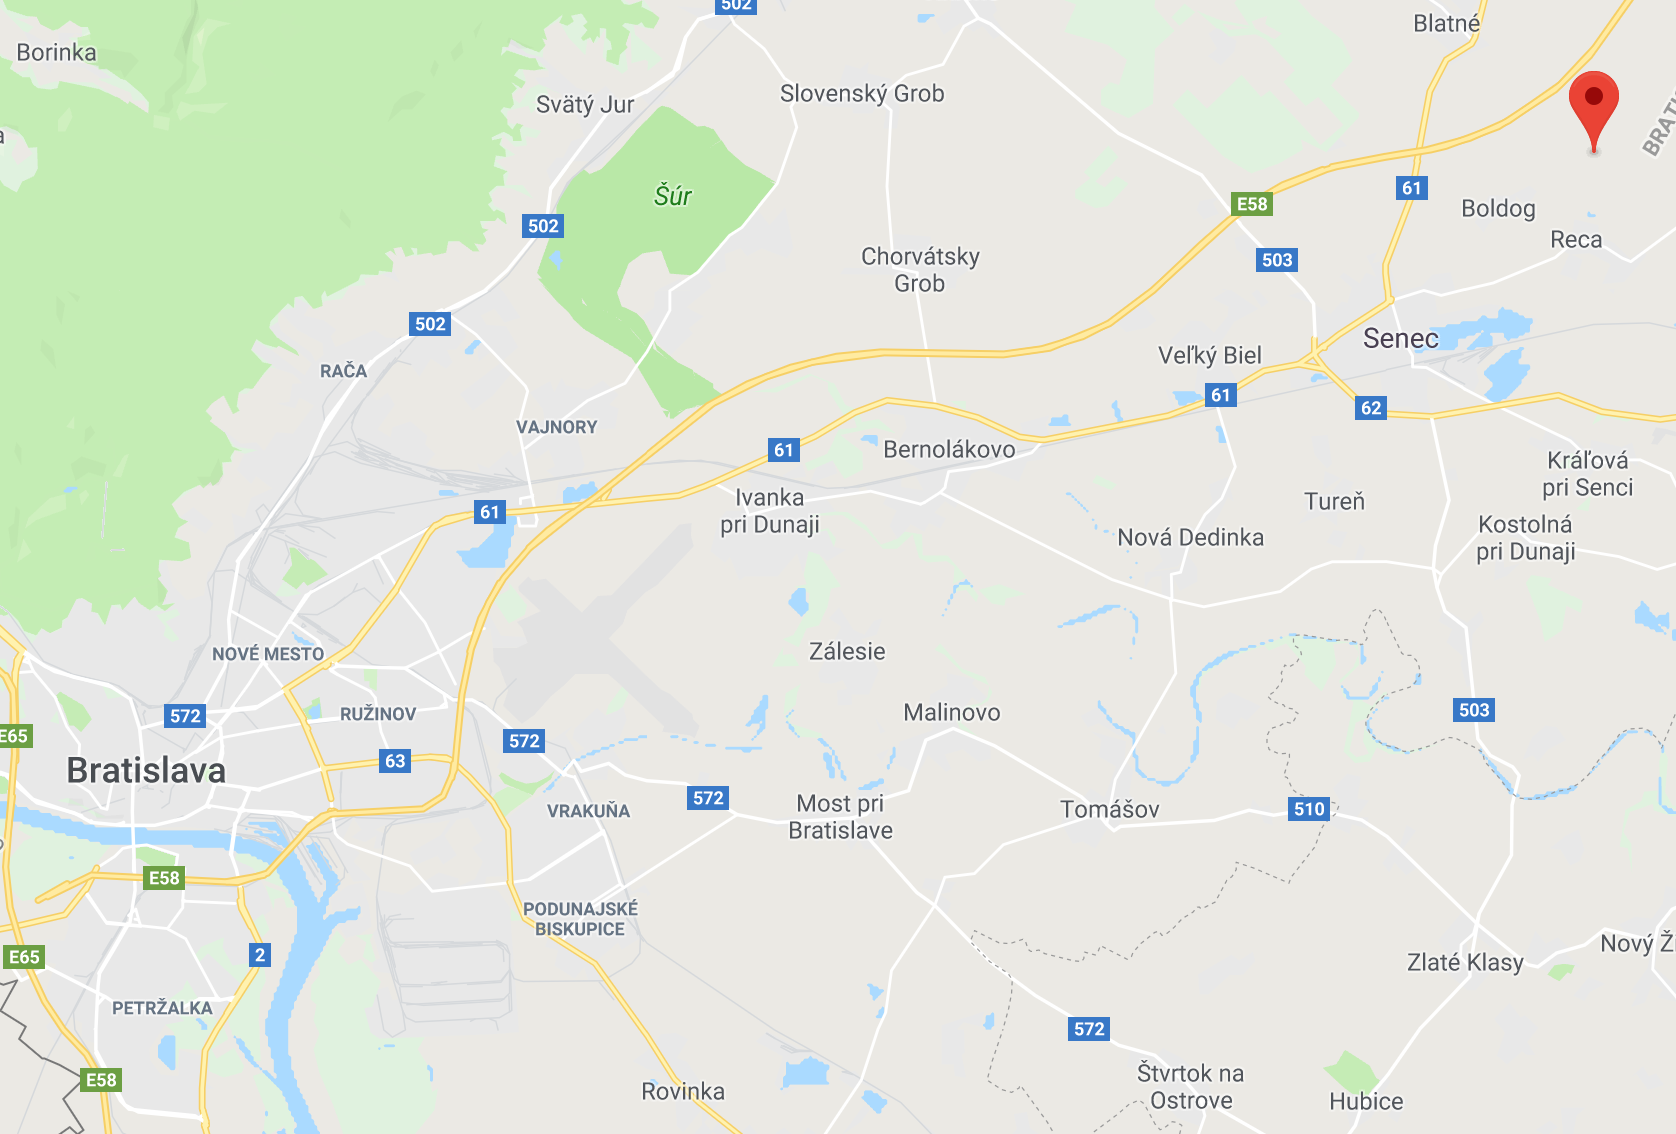 502
Blatné
Borinka
Slovenský Grob
Svätý Jur
BRATI
61
Šúr
E58
Boldog
502
Reca
Chorvátsky
Grob
503
502
Senec
Veľký Biel
RAČA
61
62
VAJNORY
61
Bernolákovo
Kráľová
pri Senci
Ivanka
pri Dunaji
Tureň
61
Kostolná
pri Dunaji
Nová Dedinka
Zálesie
NOVÉ MESTO
Malinovo
503
RUŽINOV
572
E65
572
63
Bratislava
572
Most pri
Bratislave
Tomášov
510
VRAKUŇA
E58
PODUNAJSKÉ
BISKUPICE
Nový Ži
2
E65
Zlaté Klasy
PETRŽALKA
572
Štvrtok na
Ostrove
E58
Rovinka
Hubice